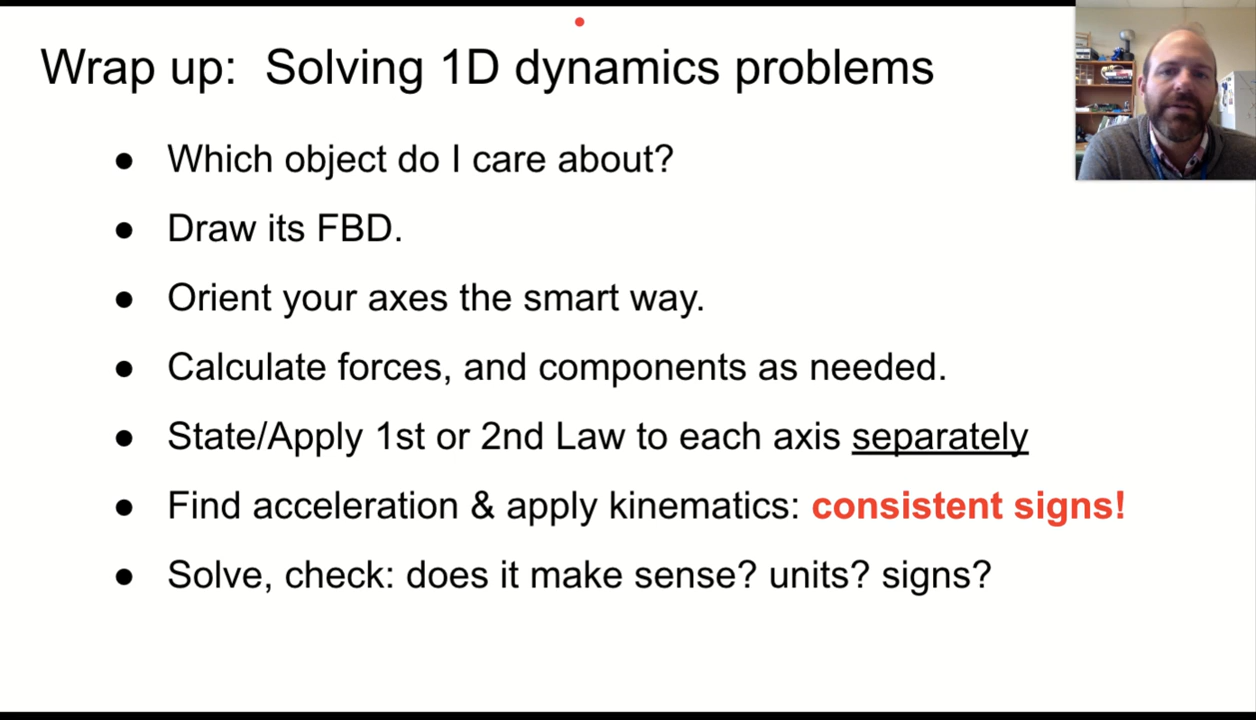 Wrap up: Solving 1D dynamics problems
● Which object do I care about?
● Draw its FBD.
● Orient your axes the smart way.
● Calculate forces, and components as needed.
● State/Apply 1st or 2nd Law to each axis separately
● Find acceleration & apply kinematics: consistent signs!
● Solve, check: does it make sense? units? signs?